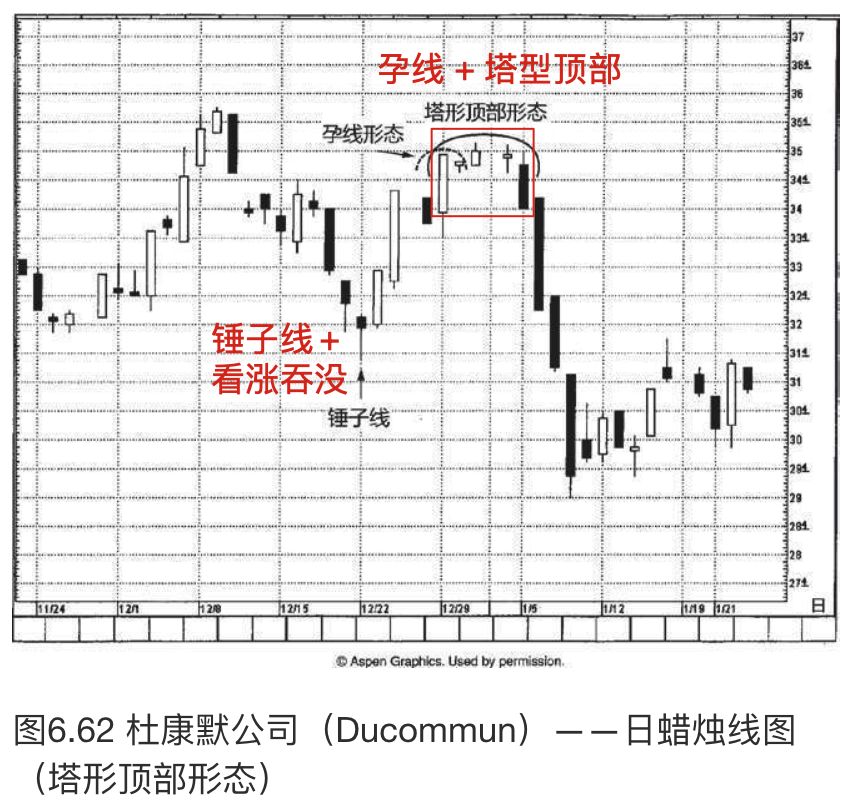 孕线 + 塔型顶部
塔形顶部形态
孕线形态
锤子线 +
看涨吞没
锤子线
37
36½
36
35½
35
34½
34
33½
33
32½
32
31½
31
30½
30
29½
29
28½
28
27½
11/24 12/1 12/8 12/15 12/22 12/29 1/5 1/12 1/19 1/21 日
© Aspen Graphics. Used by permission.
图6.62 杜康默公司（Ducommun）——日蜡烛线图
（塔形顶部形态）